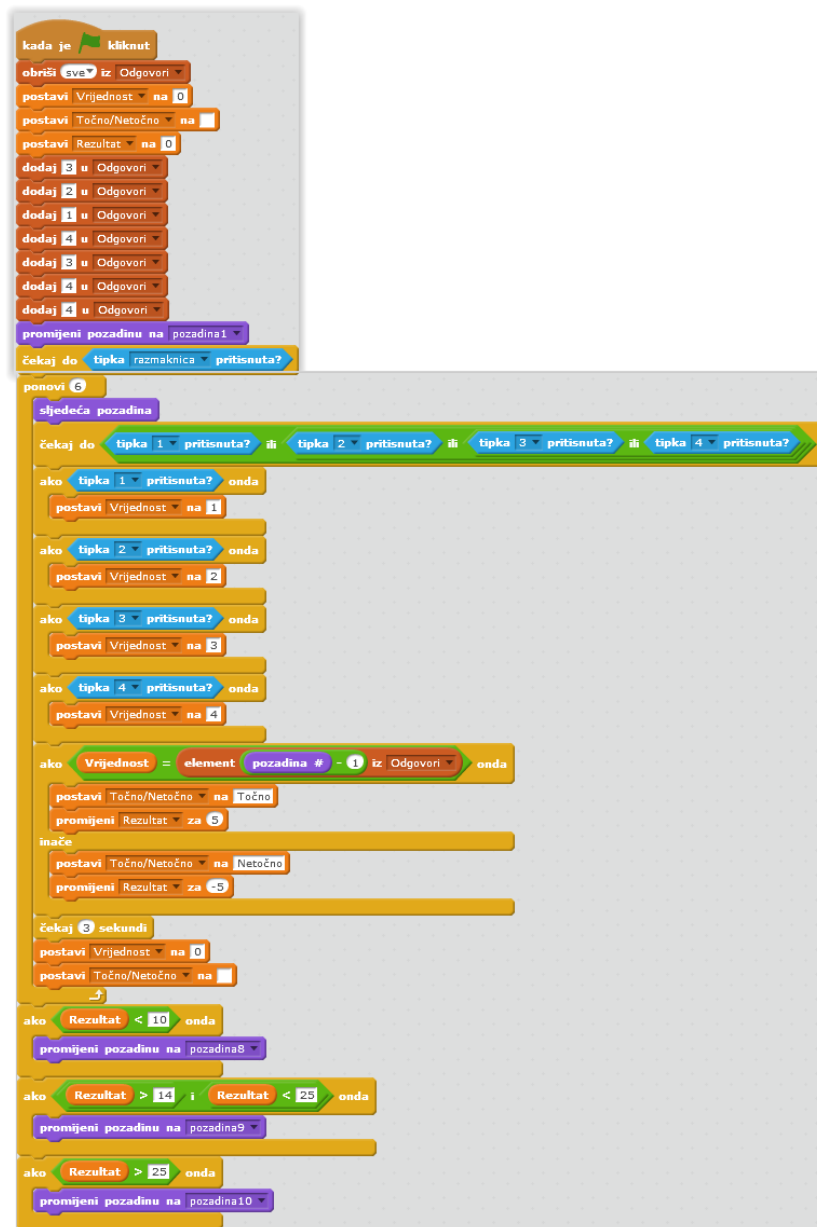 kada je kliknut
obriši sve iz Odgovori
postavi Vrijednost na 0
postavi Točno/Netočno na
postavi Rezultat na 0
dodaj 3 u Odgovori
dodaj 2 u Odgovori
dodaj 1 u Odgovori
dodaj 4 u Odgovori
dodaj 3 u Odgovori
dodaj 4 u Odgovori
dodaj 4 u Odgovori
promijeni pozadinu na pozadina1
čekaj do tipka razmaknica pritisnuta?
ponovi 6
sljedeća pozadina
čekaj do tipka 1 pritisnuta? ili tipka 2 pritisnuta? ili tipka 3 pritisnuta? ili tipka 4 pritisnuta?
ako tipka 1 pritisnuta? onda
postavi Vrijednost na 1
ako tipka 2 pritisnuta? onda
postavi Vrijednost na 2
ako tipka 3 pritisnuta? onda
postavi Vrijednost na 3
ako tipka 4 pritisnuta? onda
postavi Vrijednost na 4
ako Vrijednost = element pozadina # - 1 iz Odgovori onda
postavi Točno/Netočno na Točno
promijeni Rezultat za 5
inače
postavi Točno/Netočno na Netočno
promijeni Rezultat za -5
čekaj 3 sekundi
postavi Vrijednost na 0
postavi Točno/Netočno na
ako Rezultat < 10 onda
promijeni pozadinu na pozadina8
ako Rezultat > 14 i Rezultat < 25 onda
promijeni pozadinu na pozadina9
ako Rezultat > 25 onda
promijeni pozadinu na pozadina10